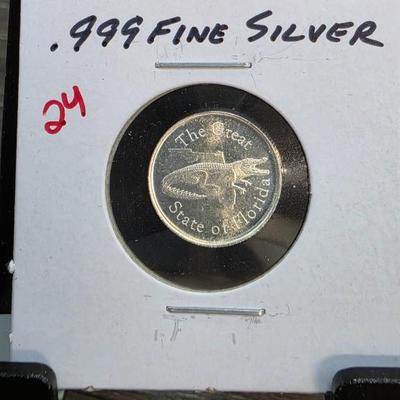 .999 FINE SILVER
24
The Great
State of Florida